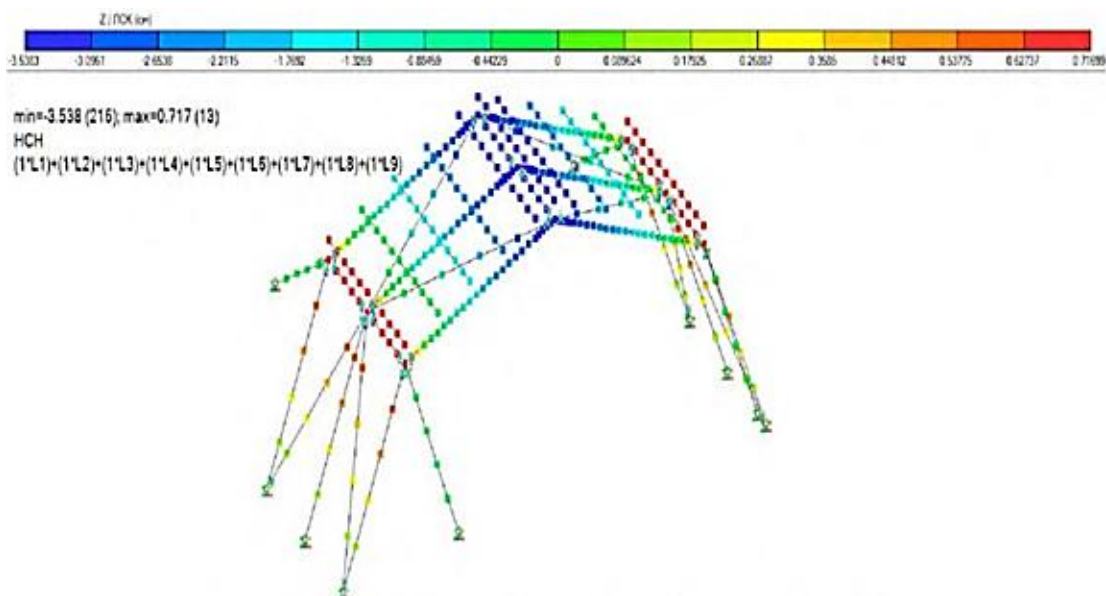 Z / ПСК (см)
-3.5383 -3.0961 -2.6538 -2.2115 -1.7692 -1.3269 -0.88459 -0.44229 0 0.089624 0.17925 0.26887 0.3585 0.44812 0.53775 0.62737 0.71699
min=-3.538 (216); max=0.717 (13)
НСН
(1*L1)+(1*L2)+(1*L3)+(1*L4)+(1*L5)+(1*L6)+(1*L7)+(1*L8)+(1*L9)